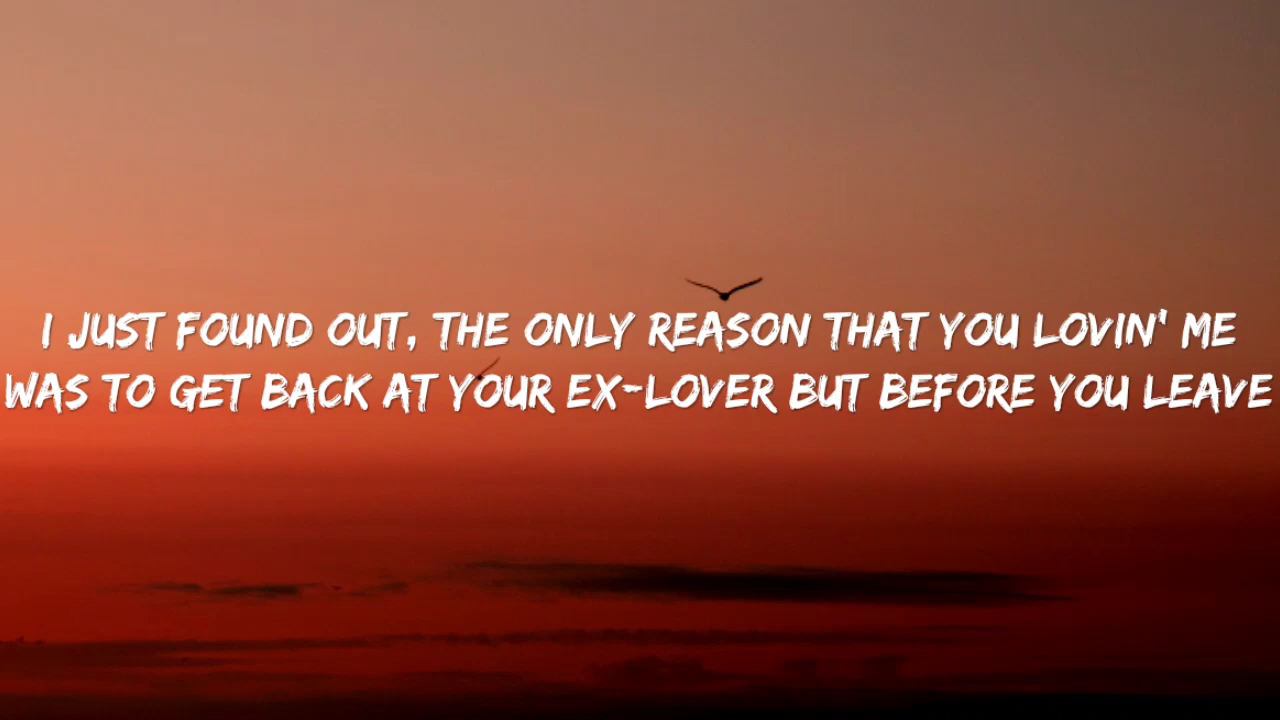 I JUST FOUND OUT, THE ONLY REASON THAT YOU LOVIN' ME
WAS TO GET BACK AT YOUR EX-LOVER BUT BEFORE YOU LEAVE